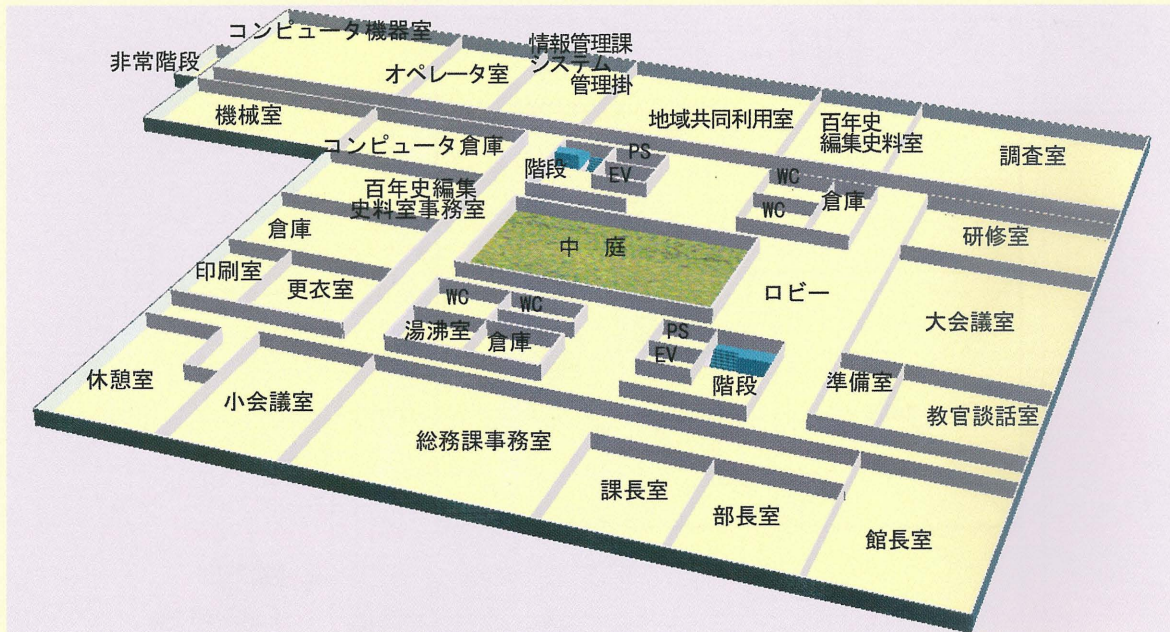 コンピュータ機器室
非常階段
オペレータ室
情報管理課
システム
管理掛
機械室
コンピュータ倉庫
地域共同利用室
百年史
編集史料室
調査室
階段
PS
EV
WC
WC
倉庫
百年史編集
史料室事務室
倉庫
印刷室
更衣室
中 庭
ロビー
研修室
大会議室
WC
WC
湯沸室
倉庫
PS
EV
階段
準備室
教官談話室
休憩室
小会議室
総務課事務室
課長室
部長室
館長室